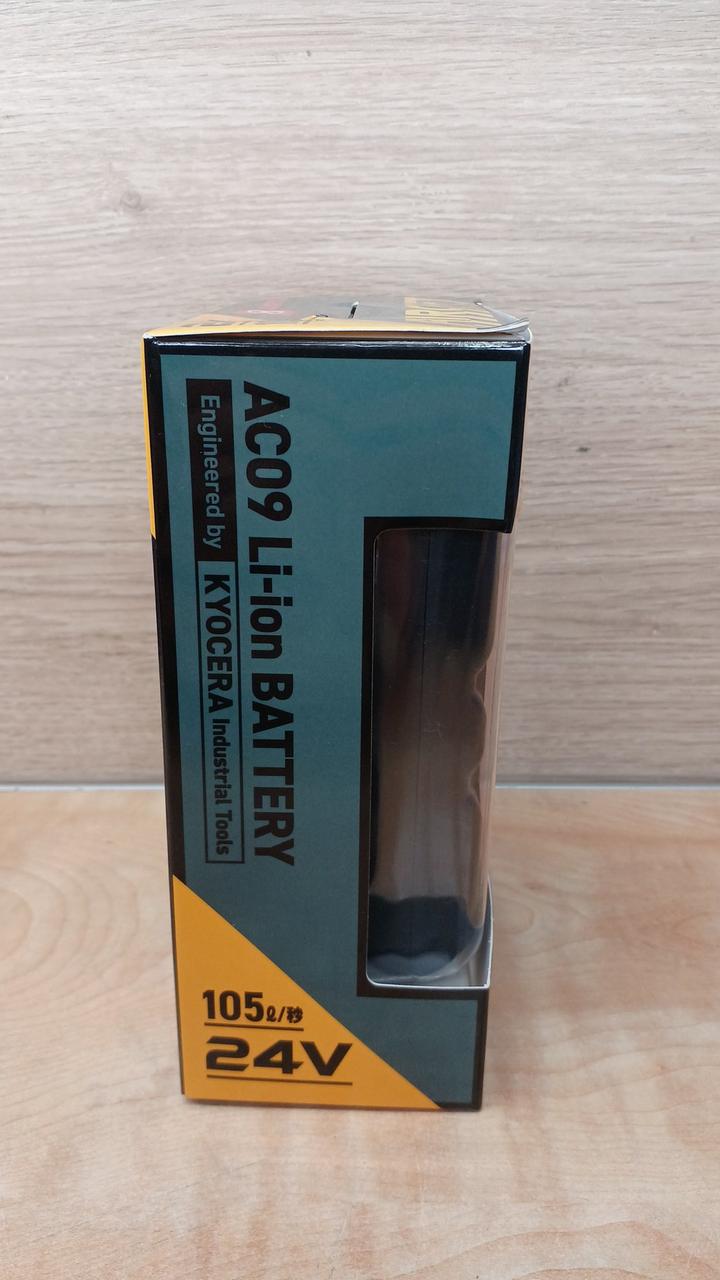 AC09 Li-ion BATTERY
Engineered by KYOCERA Industrial Tools
105ℓ/秒
24V